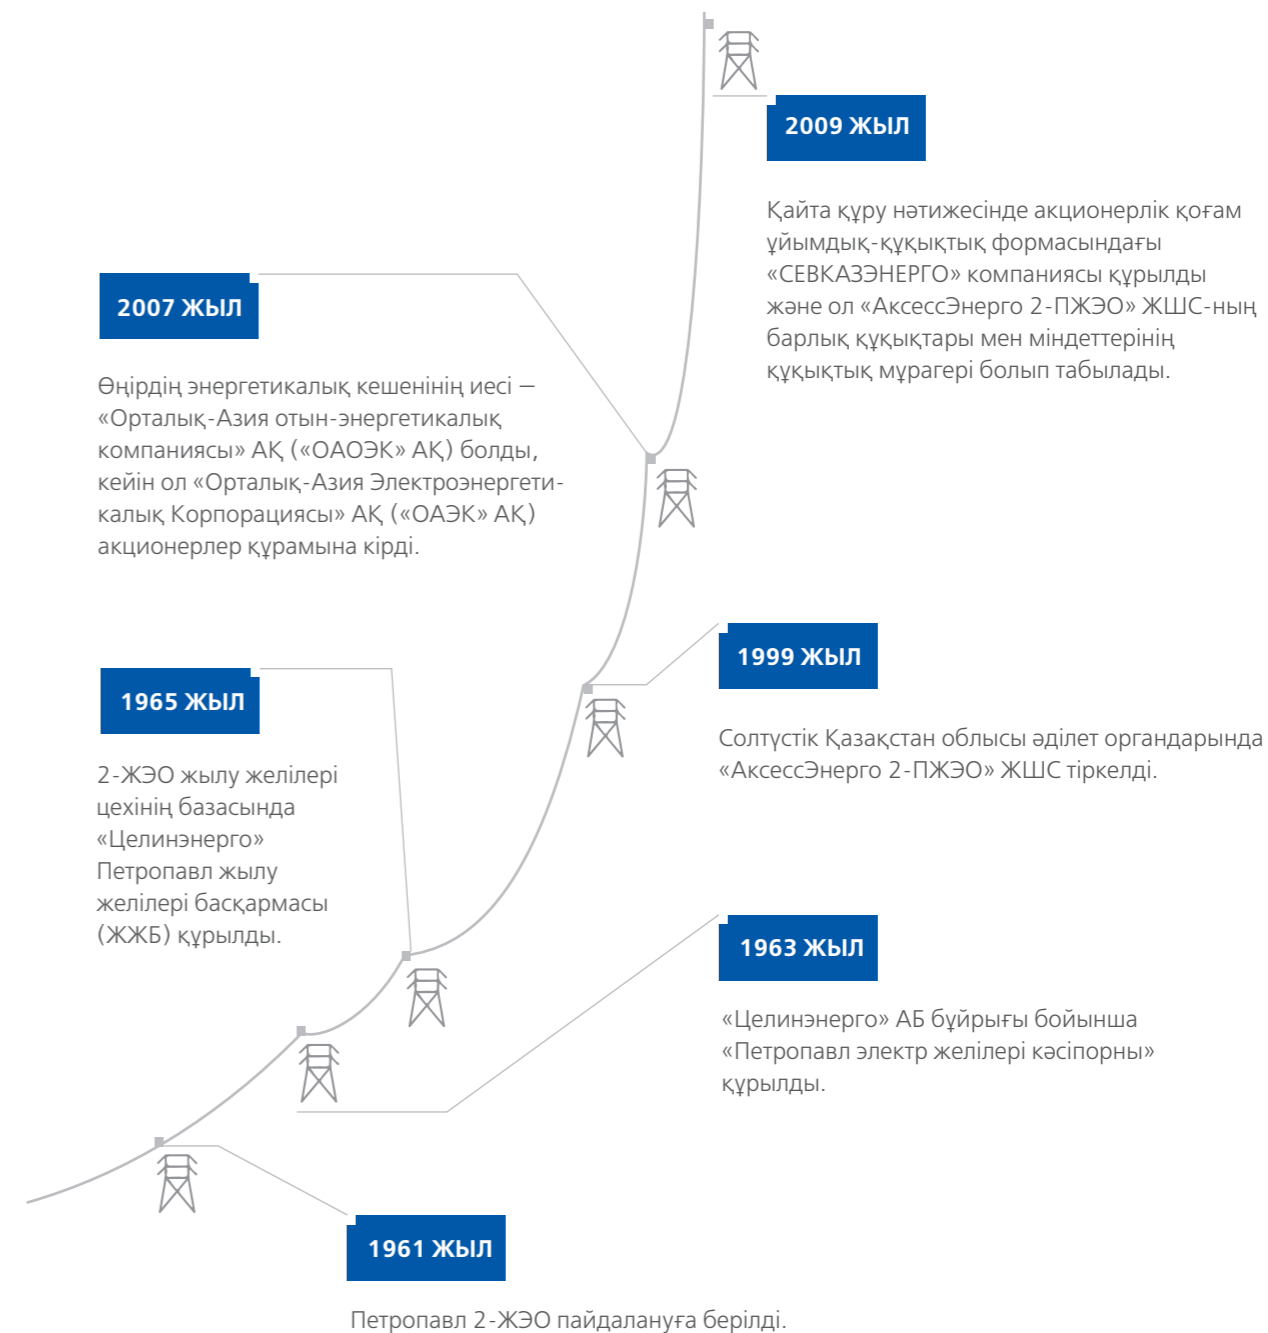 2009 ЖЫЛ
Қайта құру нәтижесінде акционерлік қоғам
ұйымдық-құқықтық формасындағы
«СЕВКАЗЭНЕРГО» компаниясы құрылды
және ол «АксессЭнерго 2-ПЖЭО» ЖШС-ның
барлық құқықтары мен міндеттерінің
құқықтық мұрагері болып табылады.
2007 ЖЫЛ
Өңірдің энергетикалық кешенінің иесі —
«Орталық-Азия отын-энергетикалық
компаниясы» АҚ («ОАОЭК» АҚ) болды,
кейін ол «Орталық-Азия Электроэнергети-
калық Корпорациясы» АҚ («ОАЭК» АҚ)
акционерлер құрамына кірді.
1999 ЖЫЛ
Солтүстік Қазақстан облысы әділет органдарында
«АксессЭнерго 2-ПЖЭО» ЖШС тіркелді.
1965 ЖЫЛ
2-ЖЭО жылу желілері
цехінің базасында
«Целинэнерго»
Петропавл жылу
желілері басқармасы
(ЖЖБ) құрылды.
1963 ЖЫЛ
«Целинэнерго» АБ бұйрығы бойынша
«Петропавл электр желілері кәсіпорны»
құрылды.
1961 ЖЫЛ
Петропавл 2-ЖЭО пайдалануға берілді.